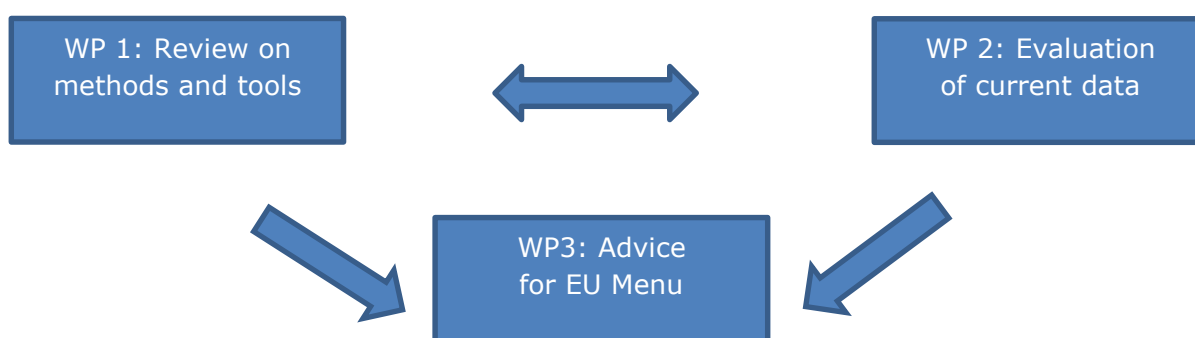 WP 1: Review on
methods and tools
WP 2: Evaluation
of current data
WP3: Advice
for EU Menu